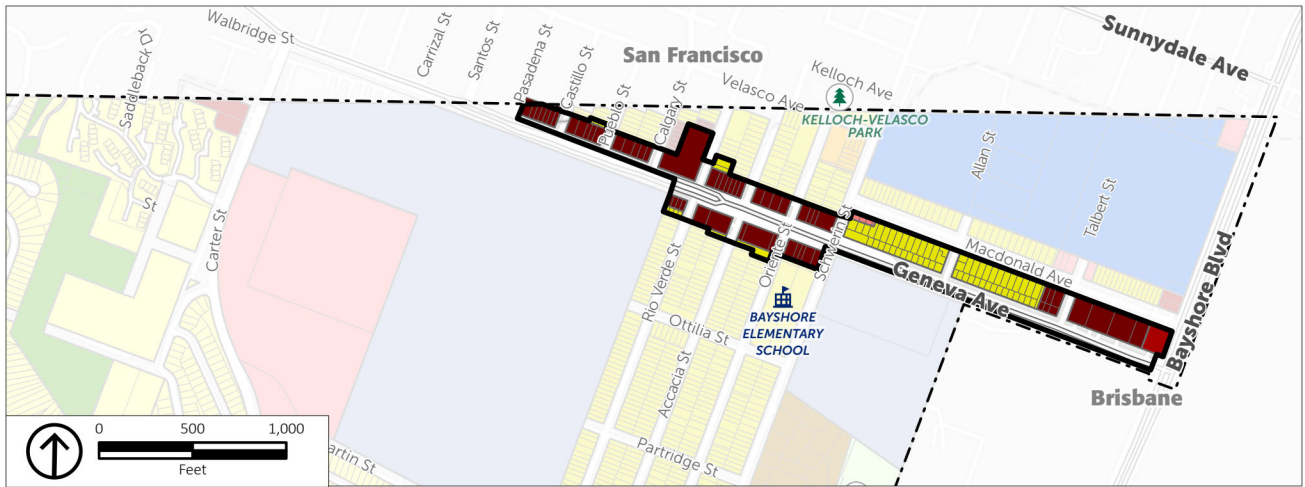 Walbridge St
Saddleback Dr
Carrizal St
Santos St
Pasadena St
Castillo St
Pueblo St
Calgary St
San Francisco
Velasco Ave
Kelloch Ave
Sunnydale Ave
KELLOCH-VELASCO
PARK
Allan St
Talbert St
St
Carter St
Rio Verde St
Oriente St
Schwerin St
Macdonald Ave
Geneva Ave
Bayshore Blvd
BAYSHORE
ELEMENTARY
SCHOOL
Ottilia St
Accacia St
Brisbane
Partridge St
artin St
0 500 1,000
Feet